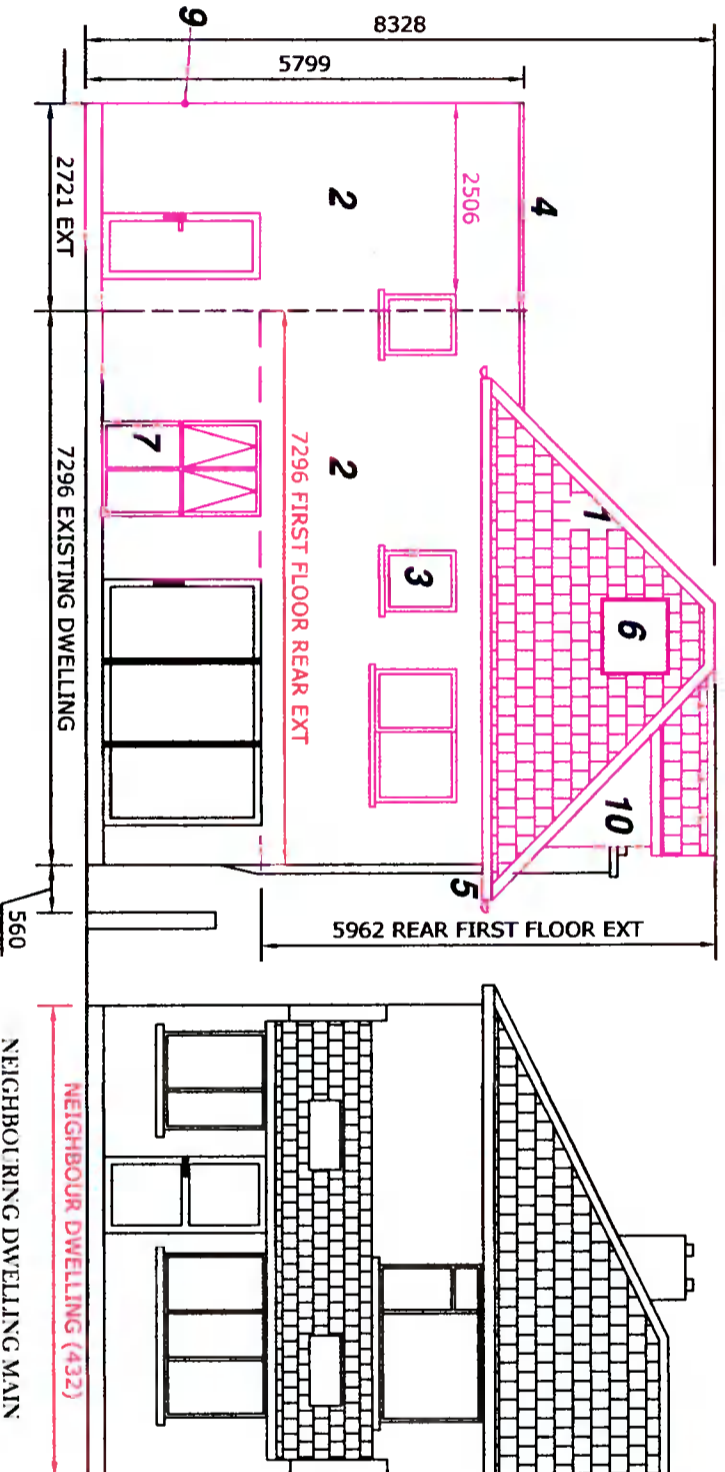 9
8328
5799
4
2
2506
2721 EXT
1
6
2
3
7
7296 FIRST FLOOR REAR EXT
7296 EXISTING DWELLING
10
5
5962 REAR FIRST FLOOR EXT
560
NEIGHBOUR DWELLING (432)
NEIGHBOURING DWELLING MAIN